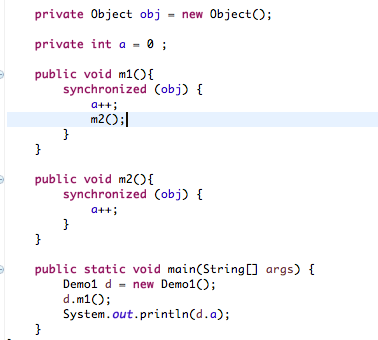 private Object obj = new Object();
private int a = 0 ;
public void m1(){
synchronized (obj) {
a++;
m2();
}
}
public void m2(){
synchronized (obj) {
a++;
}
}
public static void main(String[] args) {
Demo1 d = new Demo1();
d.m1();
System.out.println(d.a);
}